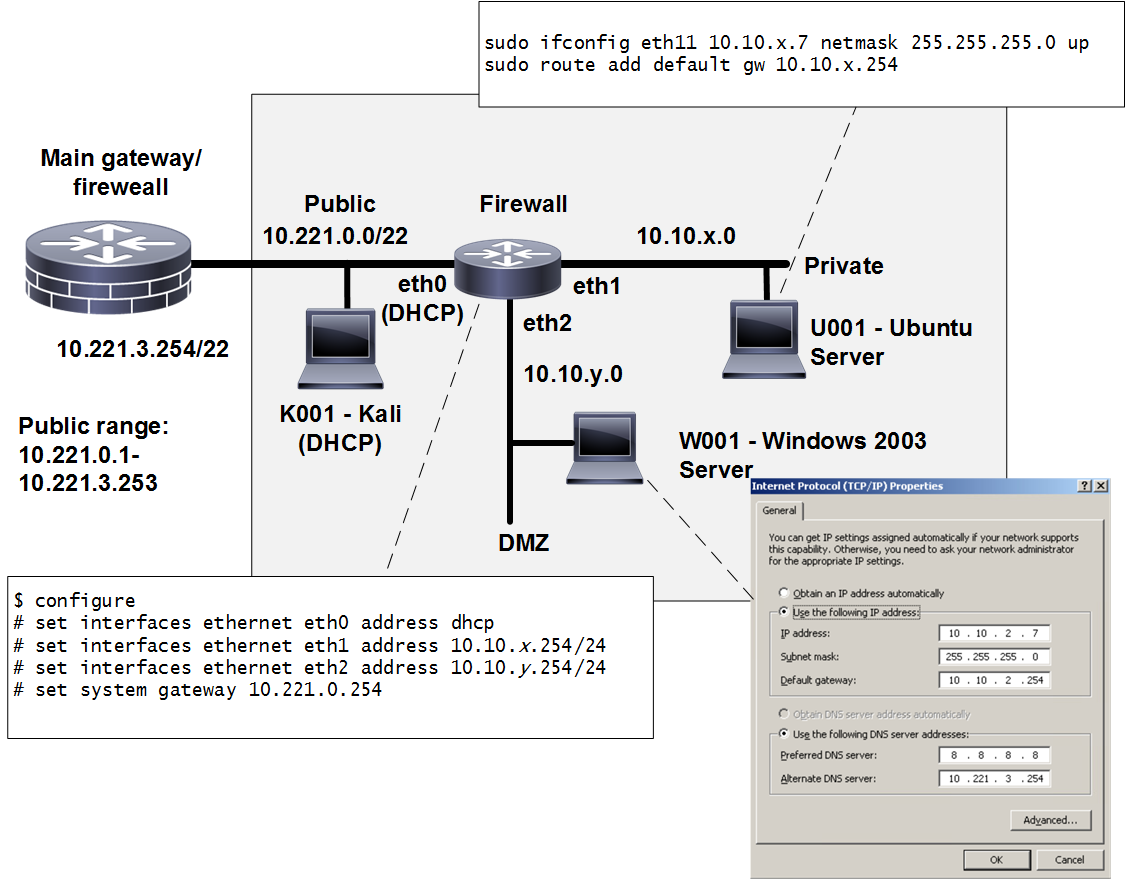 sudo ifconfig eth11 10.10.x.7 netmask 255.255.255.0 up
sudo route add default gw 10.10.x.254
Main gateway/
fireweall
10.221.3.254/22
Public range:
10.221.0.1-
10.221.3.253
Public
10.221.0.0/22
Firewall
10.10.x.0
Private
eth0
(DHCP)
eth1
eth2
10.10.y.0
K001 - Kali
(DHCP)
U001 - Ubuntu
Server
W001 - Windows 2003
Server
DMZ
$ configure
# set interfaces ethernet eth0 address dhcp
# set interfaces ethernet eth1 address 10.10.x.254/24
# set interfaces ethernet eth2 address 10.10.y.254/24
# set system gateway 10.221.0.254
Internet Protocol (TCP/IP) Properties
General
You can get IP settings assigned automatically if your network supports
this capability. Otherwise, you need to ask your network administrator
for the appropriate IP settings.
Obtain an IP address automatically
Use the following IP address:
IP address: 10 . 10 . 2 . 7
Subnet mask: 255 . 255 . 255 . 0
Default gateway: 10 . 10 . 2 . 254
Obtain DNS server address automatically
Use the following DNS server addresses:
Preferred DNS server: 8 . 8 . 8 . 8
Alternate DNS server: 10 . 221 . 3 . 254
Advanced...
OK
Cancel